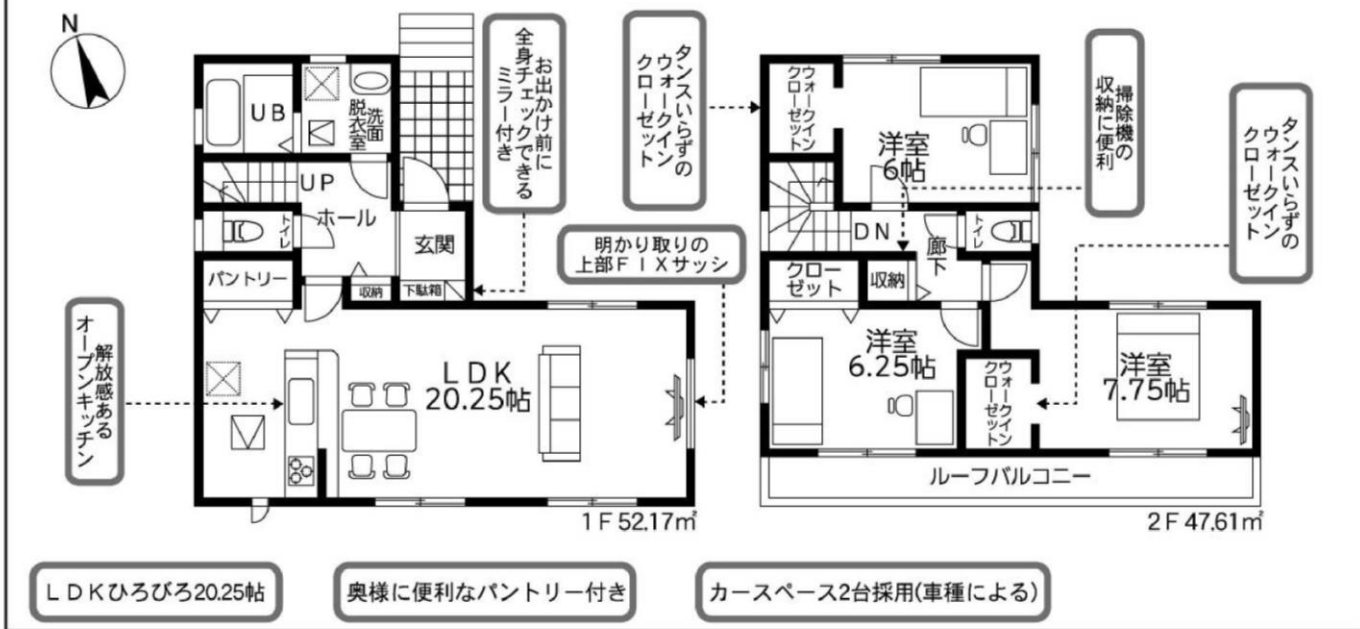 N
UB
洗面
脱衣室
UP
ホール
トイレ
玄関
パントリー
収納
下駄箱
LDK
20.25帖
1F 52.17㎡
お出かけ前に
全身チェックできる
ミラー付き
解放感ある
オープンキッチン
明かり取りの
上部FIXサッシ
タンスいらずの
ウォークイン
クローゼット
ウォークイン
クローゼット
洋室
6帖
掃除機の
収納に便利
タンスいらずの
ウォークイン
クローゼット
DN
廊下
トイレ
クロー
ゼット
収納
洋室
6.25帖
ウォークイン
クローゼット
洋室
7.75帖
ルーフバルコニー
2F 47.61㎡
LDKひろびろ20.25帖
奥様に便利なパントリー付き
カースペース2台採用(車種による)